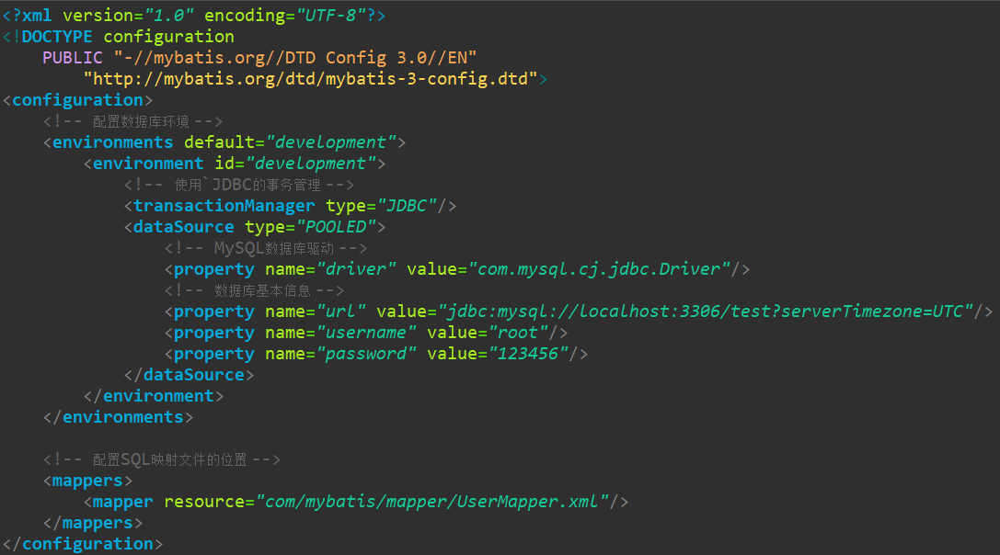 <?xml version="1.0" encoding="UTF-8"?>
<!DOCTYPE configuration
    PUBLIC "-//mybatis.org//DTD Config 3.0//EN"
        "http://mybatis.org/dtd/mybatis-3-config.dtd">
<configuration>
    <!-- 配置数据库环境 -->
    <environments default="development">
        <environment id="development">
            <!-- 使用`JDBC的事务管理 -->
            <transactionManager type="JDBC"/>
            <dataSource type="POOLED">
                <!-- MySQL数据库驱动 -->
                <property name="driver" value="com.mysql.cj.jdbc.Driver"/>
                <!-- 数据库基本信息 -->
                <property name="url" value="jdbc:mysql://localhost:3306/test?serverTimezone=UTC"/>
                <property name="username" value="root"/>
                <property name="password" value="123456"/>
            </dataSource>
        </environment>
    </environments>

    <!-- 配置SQL映射文件的位置 -->
    <mappers>
        <mapper resource="com/mybatis/mapper/UserMapper.xml"/>
    </mappers>
</configuration>